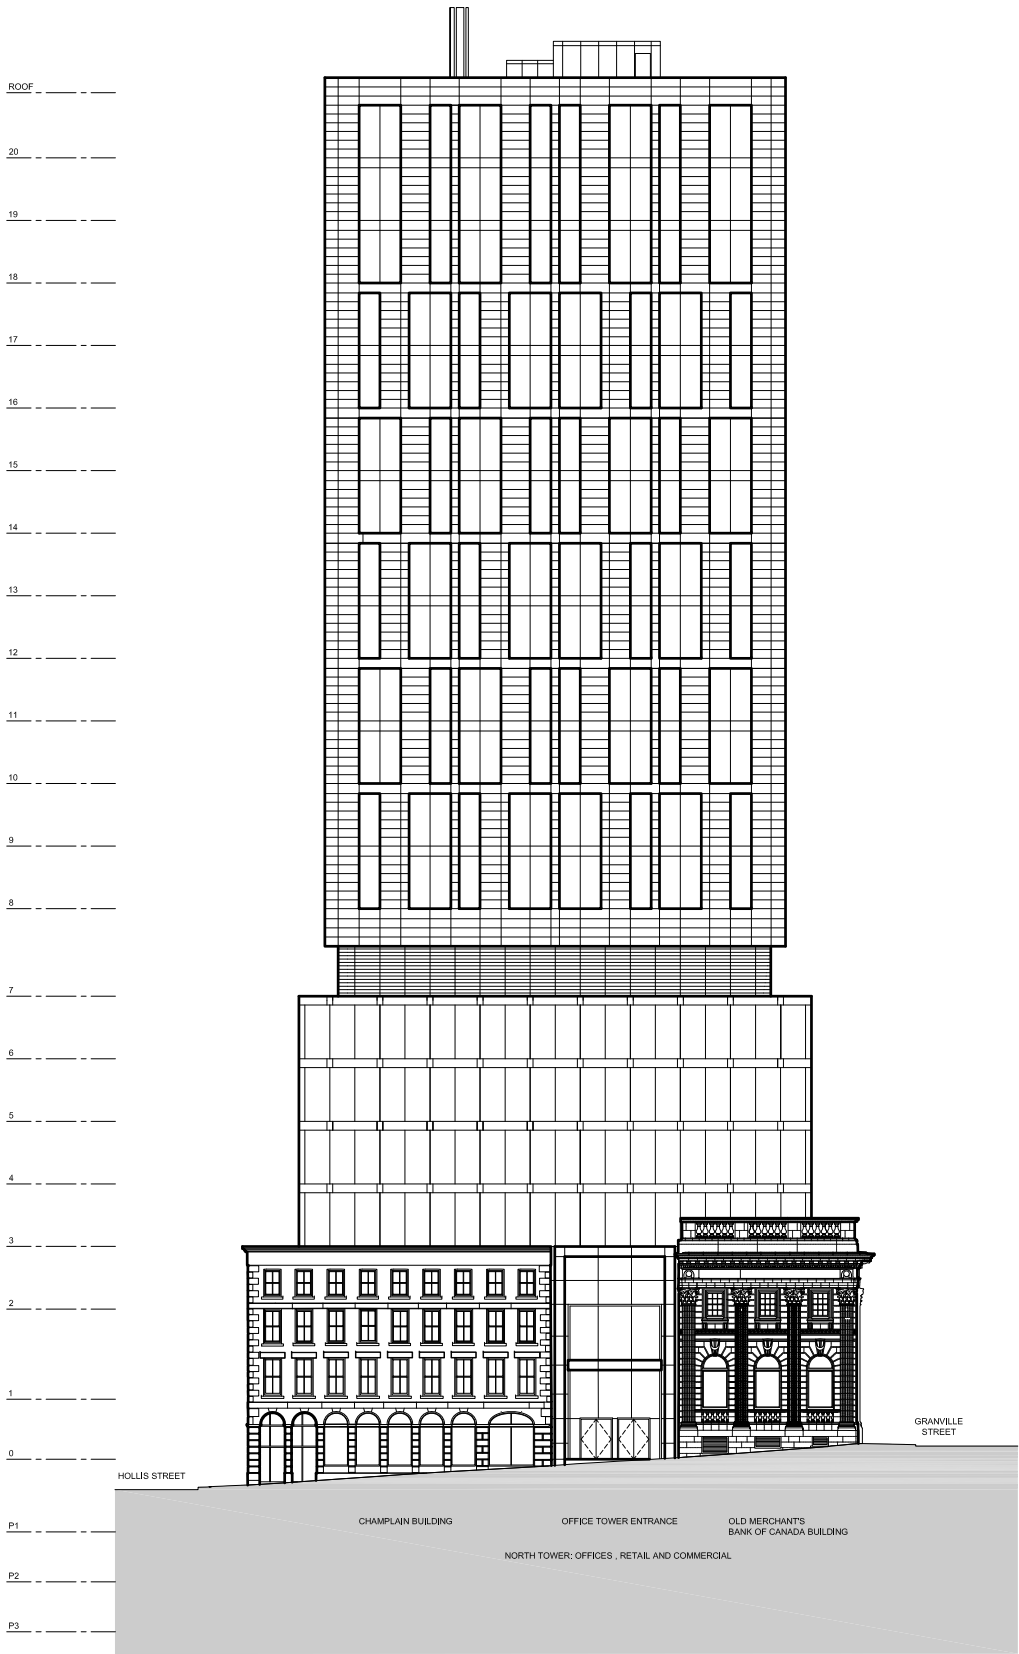 ROOF
20
19
18
17
16
15
14
13
12
11
10
9
8
7
6
5
4
3
2
1
GRANVILLE
STREET
0
HOLLIS STREET
CHAMPLAIN BUILDING
OFFICE TOWER ENTRANCE
OLD MERCHANT'S
BANK OF CANADA BUILDING
P1
NORTH TOWER: OFFICES , RETAIL AND COMMERCIAL
P2
P3